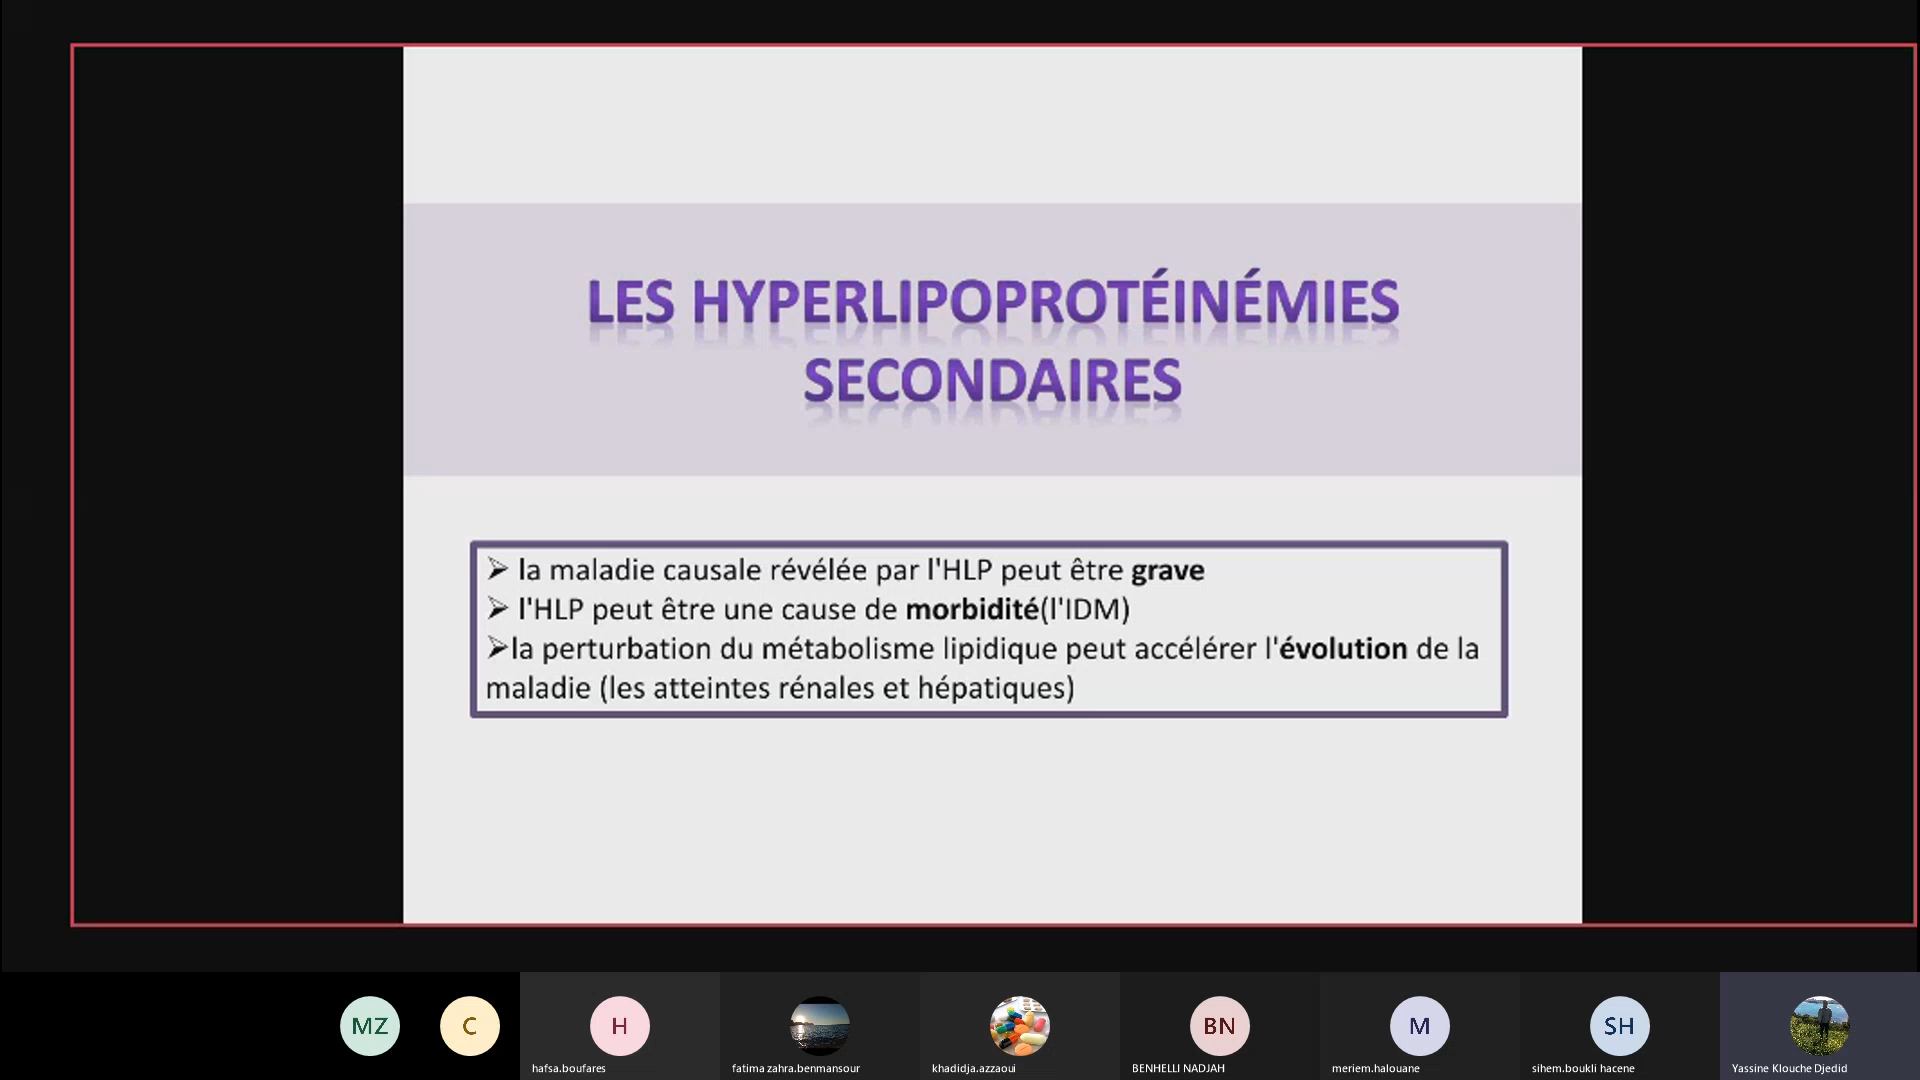 LES HYPERLIPOPROTÉINÉMIES
SECONDAIRES
➢ la maladie causale révélée par l'HLP peut être grave
➢ l'HLP peut être une cause de morbidité(l'IDM)
➢la perturbation du métabolisme lipidique peut accélérer l'évolution de la
maladie (les atteintes rénales et hépatiques)
MZ
C
H
BN
M
SH
hafsa.boufares
fatima zahra.benmansour
khadidja.azzaoui
BENHELLI NADJAH
meriem.halouane
sihem.boukli hacene
Yassine Klouche Djedid